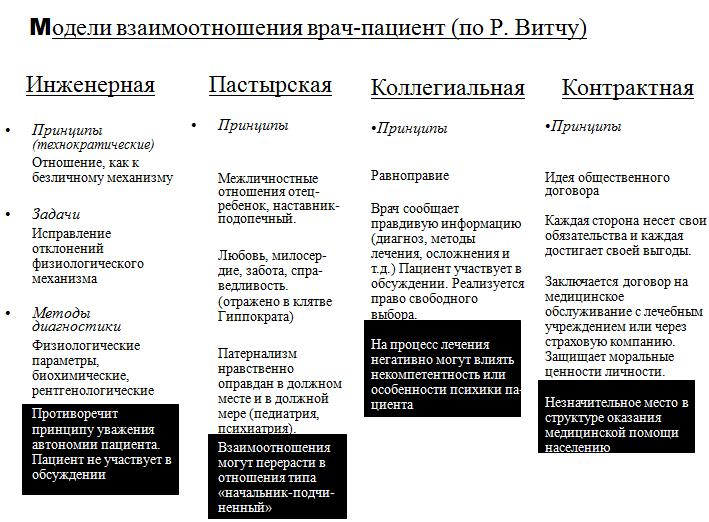 Модели взаимоотношения врач-пациент (по Р. Витчу)
Инженерная
• Принципы
(технократические)
Отношение, как к
безличному механизму
• Задачи
Исправление
отклонений
физиологического
механизма
• Методы
диагностики
Физиологические
параметры,
биохимические,
рентгенологические
Противоречит
принципу уважения
автономии пациента.
Пациент не участвует в
обсуждении
Пастырская
• Принципы
Межличностные
отношения отец-
ребенок, наставник-
подопечный.
Любовь, милосер-
дие, забота, спра-
ведливость.
(отражено в клятве
Гиппократа)
Патернализм
нравственно
оправдан в должном
месте и в должной
мере (педиатрия,
психиатрия).
Взаимоотношения
могут перерасти в
отношения типа
«начальник-подчи-
ненный»
Коллегиальная
•Принципы
Равноправие
Врач сообщает
правдивую информацию
(диагноз, методы
лечения, осложнения и
т.д.) Пациент участвует в
обсуждении. Реализуется
право свободного
выбора.
На процесс лечения
негативно могут влиять
некомпетентность или
особенности психики па-
циента
Контрактная
•Принципы
Идея общественного
договора
Каждая сторона несет свои
обязательства и каждая
достигает своей выгоды.
Заключается договор на
медицинское
обслуживание с лечебным
учреждением или через
страховую компанию.
Защищает моральные
ценности личности.
Незначительное место в
структуре оказания
медицинской помощи
населению